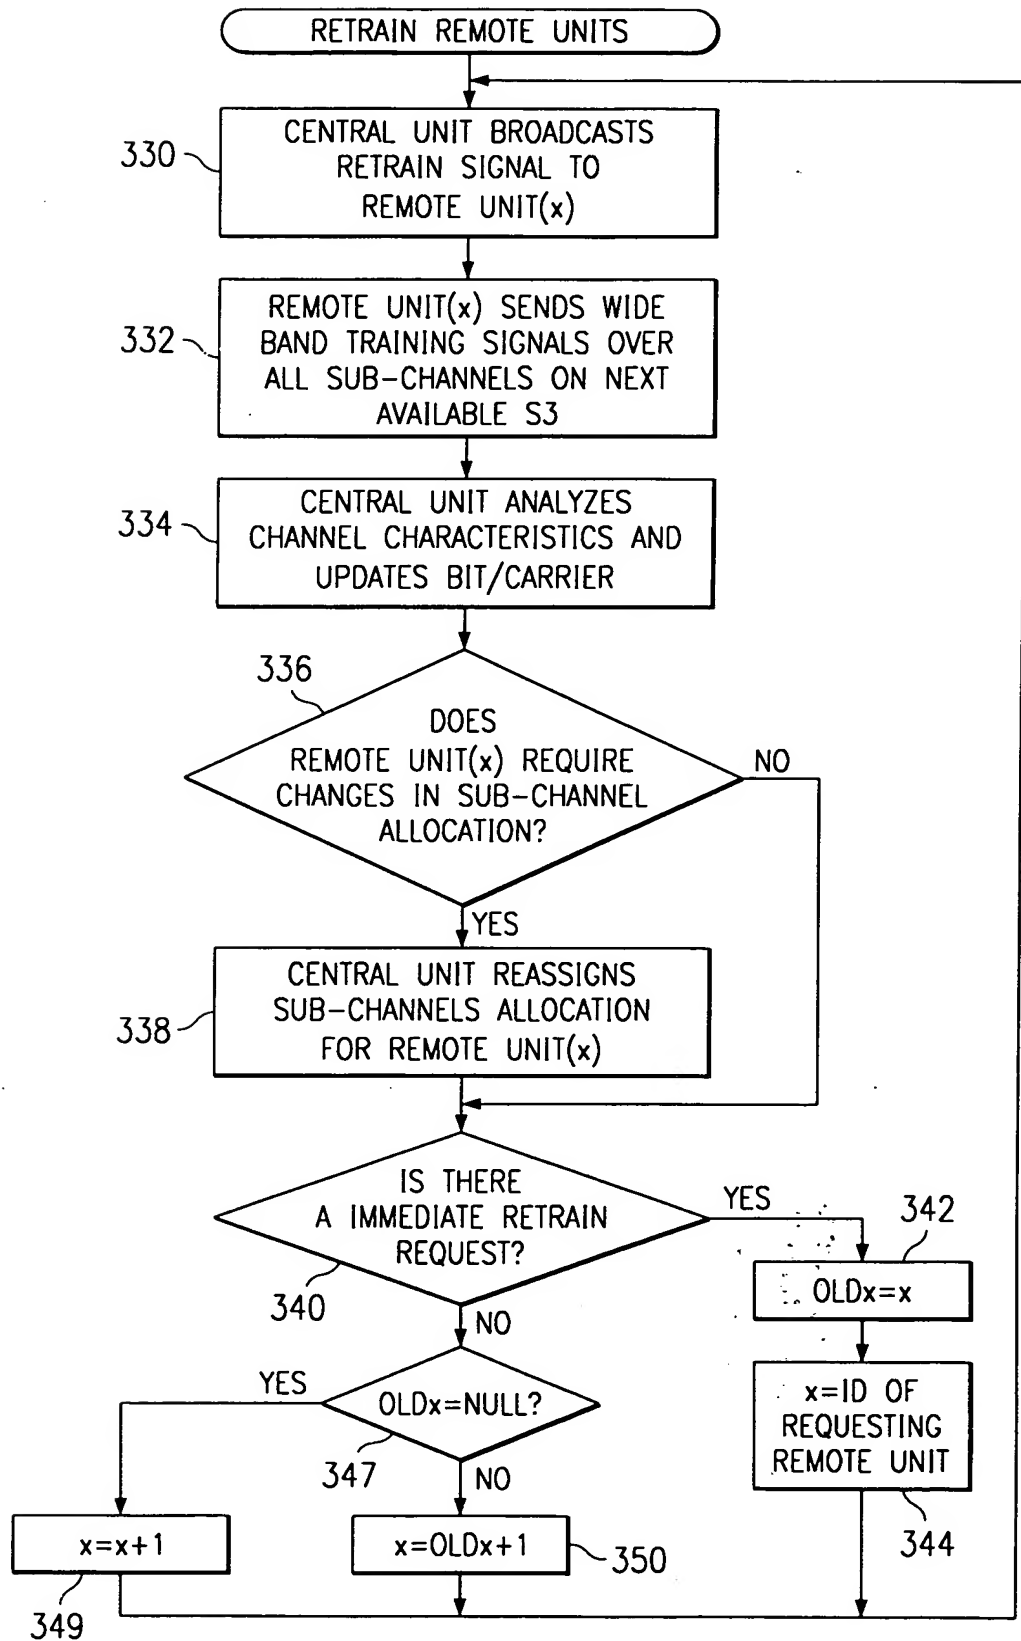 RETRAIN REMOTE UNITS
330
CENTRAL UNIT BROADCASTS
RETRAIN SIGNAL TO
REMOTE UNIT(x)
332
REMOTE UNIT(x) SENDS WIDE
BAND TRAINING SIGNALS OVER
ALL SUB-CHANNELS ON NEXT
AVAILABLE S3
334
CENTRAL UNIT ANALYZES
CHANNEL CHARACTERISTICS AND
UPDATES BIT/CARRIER
336
DOES
REMOTE UNIT(x) REQUIRE
CHANGES IN SUB-CHANNEL
ALLOCATION?
NO
YES
338
CENTRAL UNIT REASSIGNS
SUB-CHANNELS ALLOCATION
FOR REMOTE UNIT(x)
IS THERE
A IMMEDIATE RETRAIN
REQUEST?
340
YES
342
OLDx=x
x=ID OF
REQUESTING
REMOTE UNIT
344
NO
OLDx=NULL?
347
YES
NO
x=x+1
349
x=OLDx+1
350